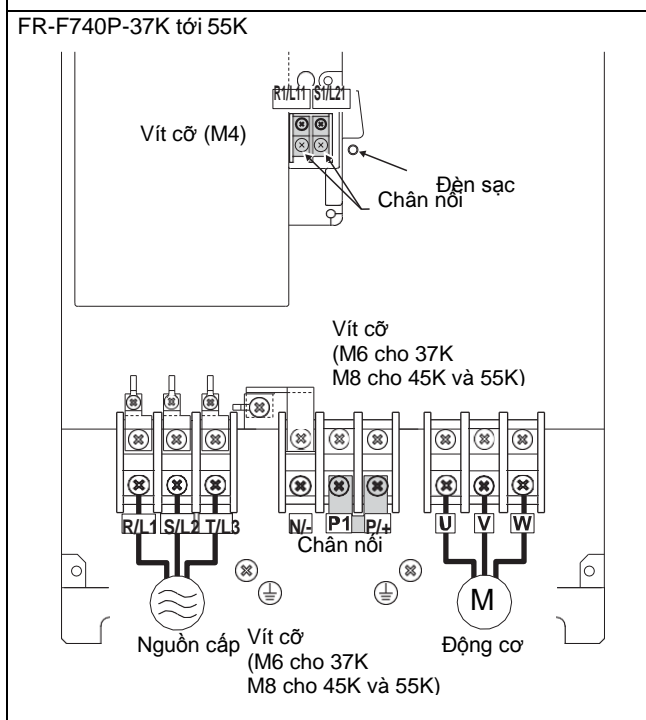 FR-F740P-37K tới 55K
R1/L11 S1/L21
Vít cỡ (M4)
Đèn sạc
Chân nối
Vít cỡ
(M6 cho 37K
M8 cho 45K và 55K)
R/L1 S/L2 T/L3 N/- P1 P/+ U V W
Chân nối
M
Nguồn cấp
Vít cỡ
(M6 cho 37K
M8 cho 45K và 55K)
Động cơ